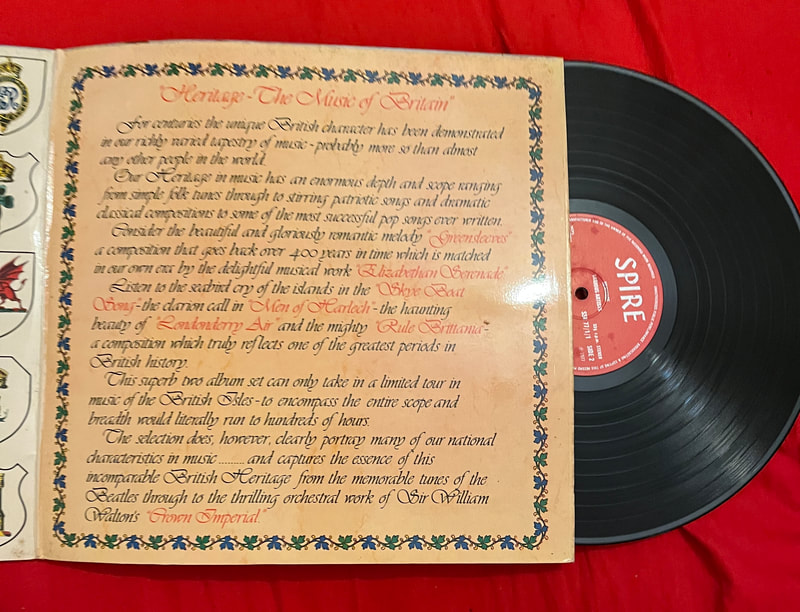 "Heritage - The Music of Britain"
For centuries the unique British character has been demonstrated
in our richly varied tapestry of music - probably more so than almost
any other people in the world.
Our Heritage in music has an enormous depth and scope ranging
from simple folk tunes through to stirring patriotic songs and dramatic
classical compositions to some of the most successful pop songs ever written.
Consider the beautiful and gloriously romantic melody "Greensleeves"
a composition that goes back over 400 years in time which is matched
in our own era by the delightful musical work "Elizabethan Serenade"
Listen to the seabird cry of the islands in the "Skye Boat
Song - the clarion call in "Men of Harlech" - the haunting
beauty of "Londonderry Air" and the mighty "Rule Brittania" -
a composition which truly reflects one of the greatest periods in
British history.
This superb two album set can only take in a limited tour in
music of the British Isles - to encompass the entire scope and
breadth would literally run to hundreds of hours.
The selection does, however, clearly portray many of our national
characteristics in music ......... and captures the essence of this
incomparable British Heritage from the memorable tunes of the
Beatles through to the thrilling orchestral work of Sir William
Walton's "Crown Imperial."
SPIRE
SIDE 2